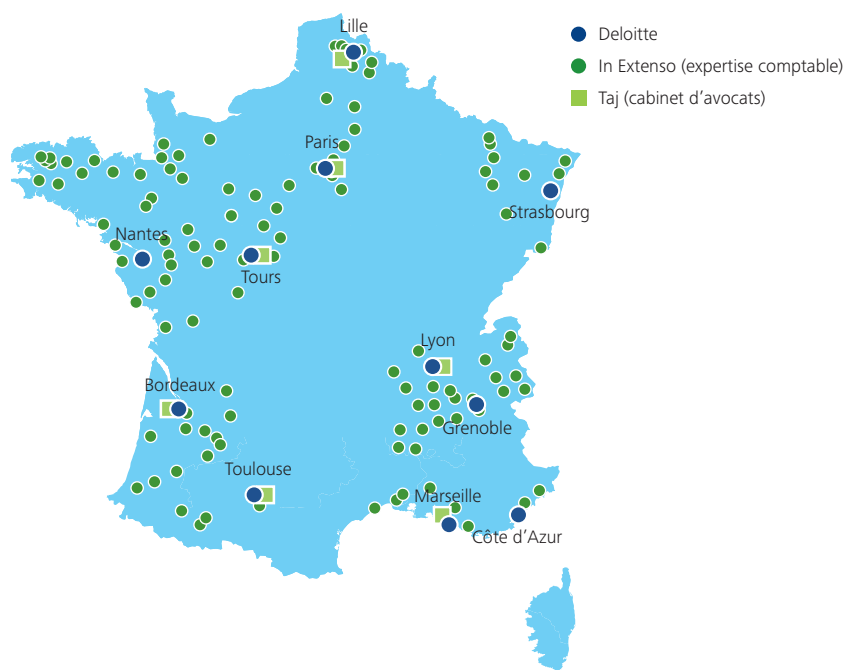 Lille
Deloitte
In Extenso (expertise comptable)
Taj (cabinet d'avocats)
Paris
Strasbourg
Nantes
Tours
Lyon
Bordeaux
Grenoble
Toulouse
Marseille
Côte d'Azur